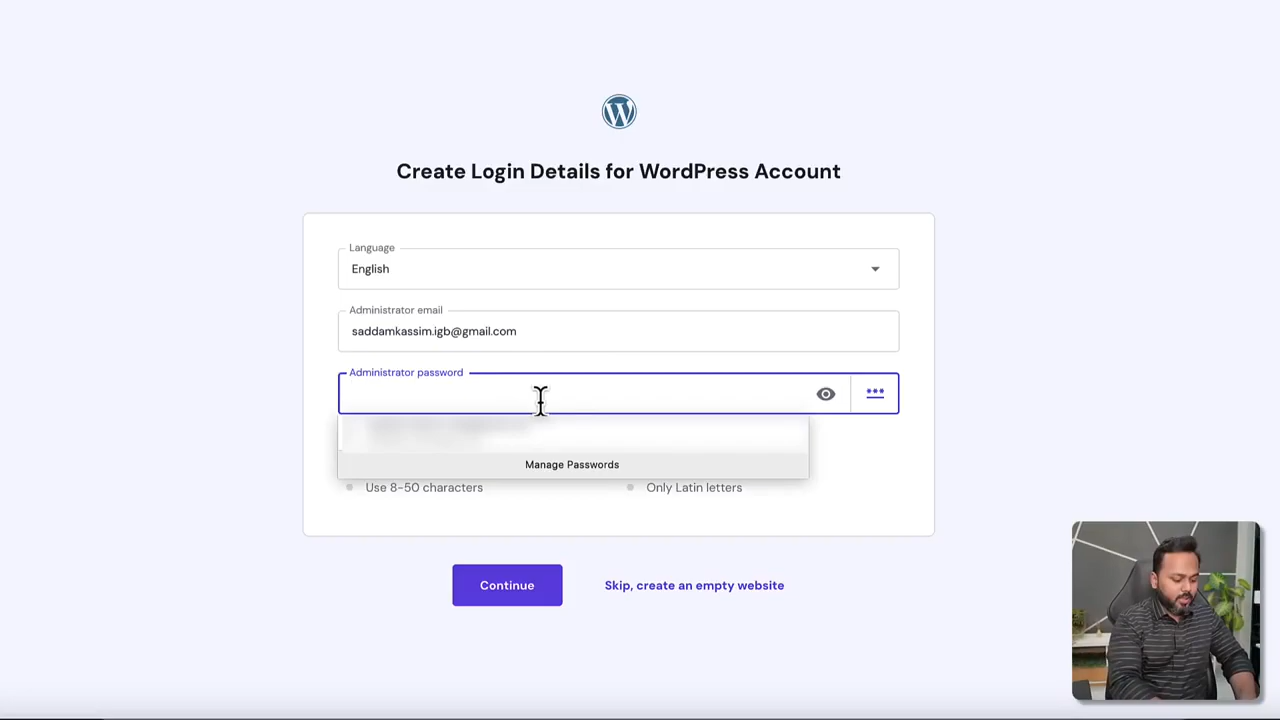 Create Login Details for WordPress Account
Language
English
Administrator email
saddamkassim.igb@gmail.com
Administrator password
Manage Passwords
Use 8-50 characters
Only Latin letters
Continue
Skip, create an empty website